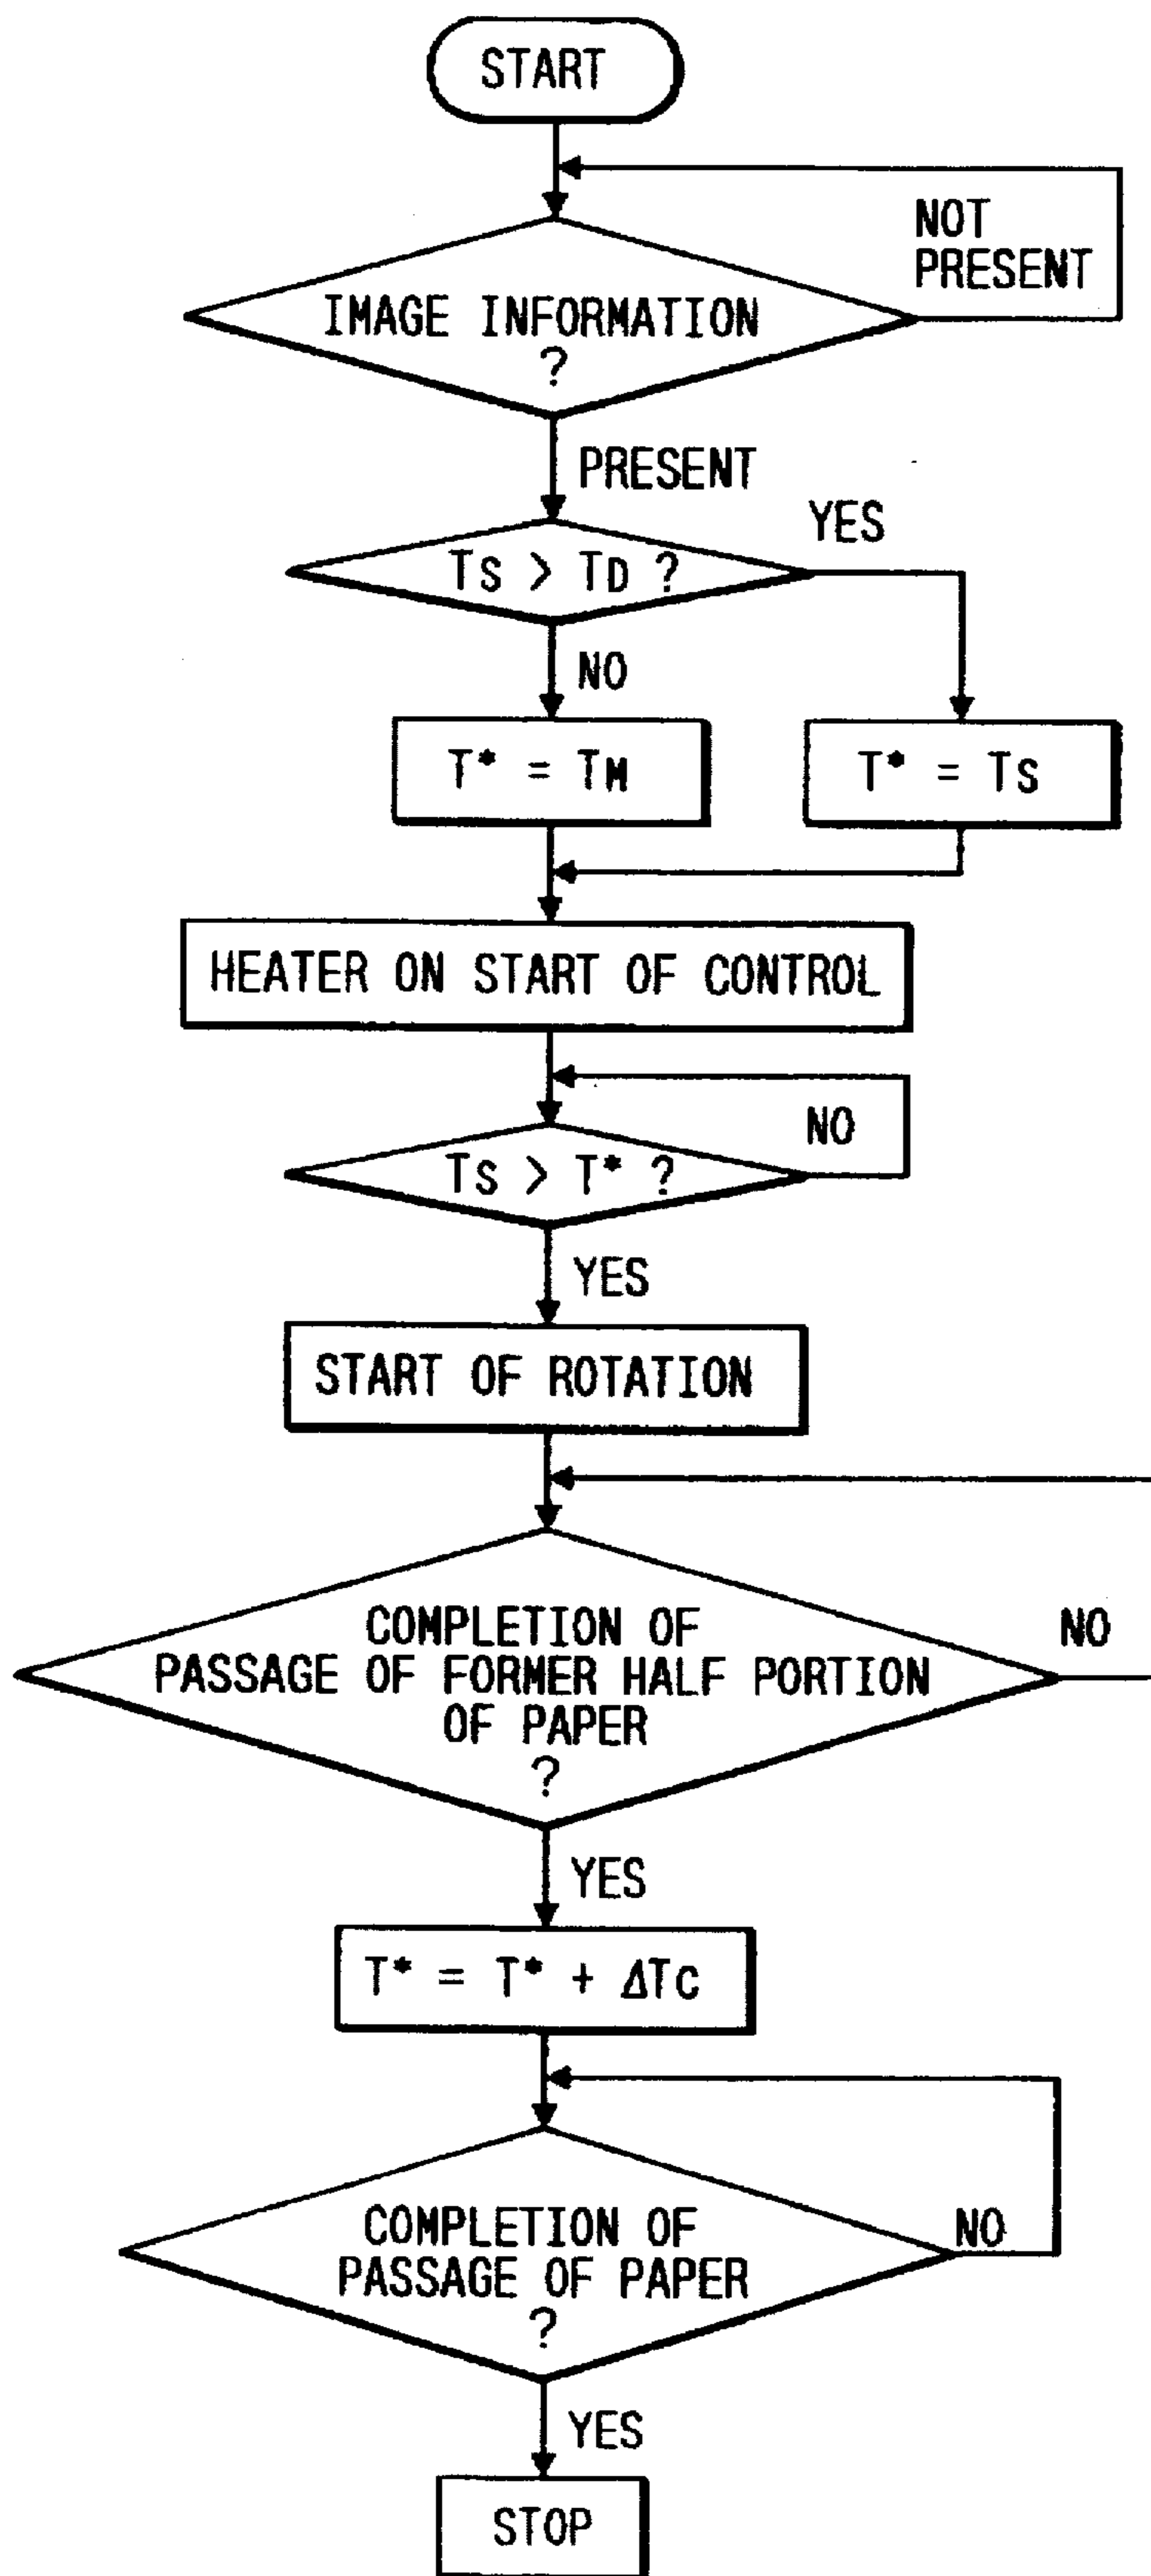 START
NOT
PRESENT
IMAGE INFORMATION
?
PRESENT
YES
TS > TD ?
NO
T* = TM
T* = TS
HEATER ON START OF CONTROL
NO
TS > T* ?
YES
START OF ROTATION
COMPLETION OF
NO
PASSAGE OF FORMER HALF PORTION
OF PAPER
?
YES
T* = T* + ΔTC
COMPLETION OF
NO
PASSAGE OF PAPER
?
YES
STOP